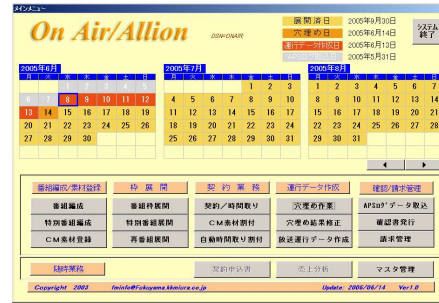 メインメニュー
On Air/Allion
DSN=ONAIR
展開済日 2005年9月30日
穴埋め日 2005年6月14日
運行データ作成日 2005年6月13日
2005年5月31日
システム終了
2005年6月 2005年7月 2005年8月
月 火 水 木 金 土 日 月 火 水 木 金 土 日 月 火 水 木 金 土 日
1 2 3 4 5 1 2 3 1 2 3 4 5 6 7
6 7 8 9 10 11 12 4 5 6 7 8 9 10 8 9 10 11 12 13 14
13 14 15 16 17 18 19 11 12 13 14 15 16 17 15 16 17 18 19 20 21
20 21 22 23 24 25 26 18 19 20 21 22 23 24 22 23 24 25 26 27 28
27 28 29 30 25 26 27 28 29 30 31 29 30 31
番組編成/素材登録 枠展開 契約業務 運行データ作成 確認/請求管理
番組編成 番組枠展開 契約/時間取り 穴埋め作業 APSログデータ取込
特別番組編成 特別番組展開 CM素材割付 穴埋め結果修正 確認書発行
CM素材登録 再番組展開 自動時間取り割付 放送運行データ作成 請求管理
随時業務 契約申込書 売上分析 マスタ管理
Copyright 2003 fminfo@Fukuyama.kkmiura.co.jp Update: 2006/06/14 Ver1.0